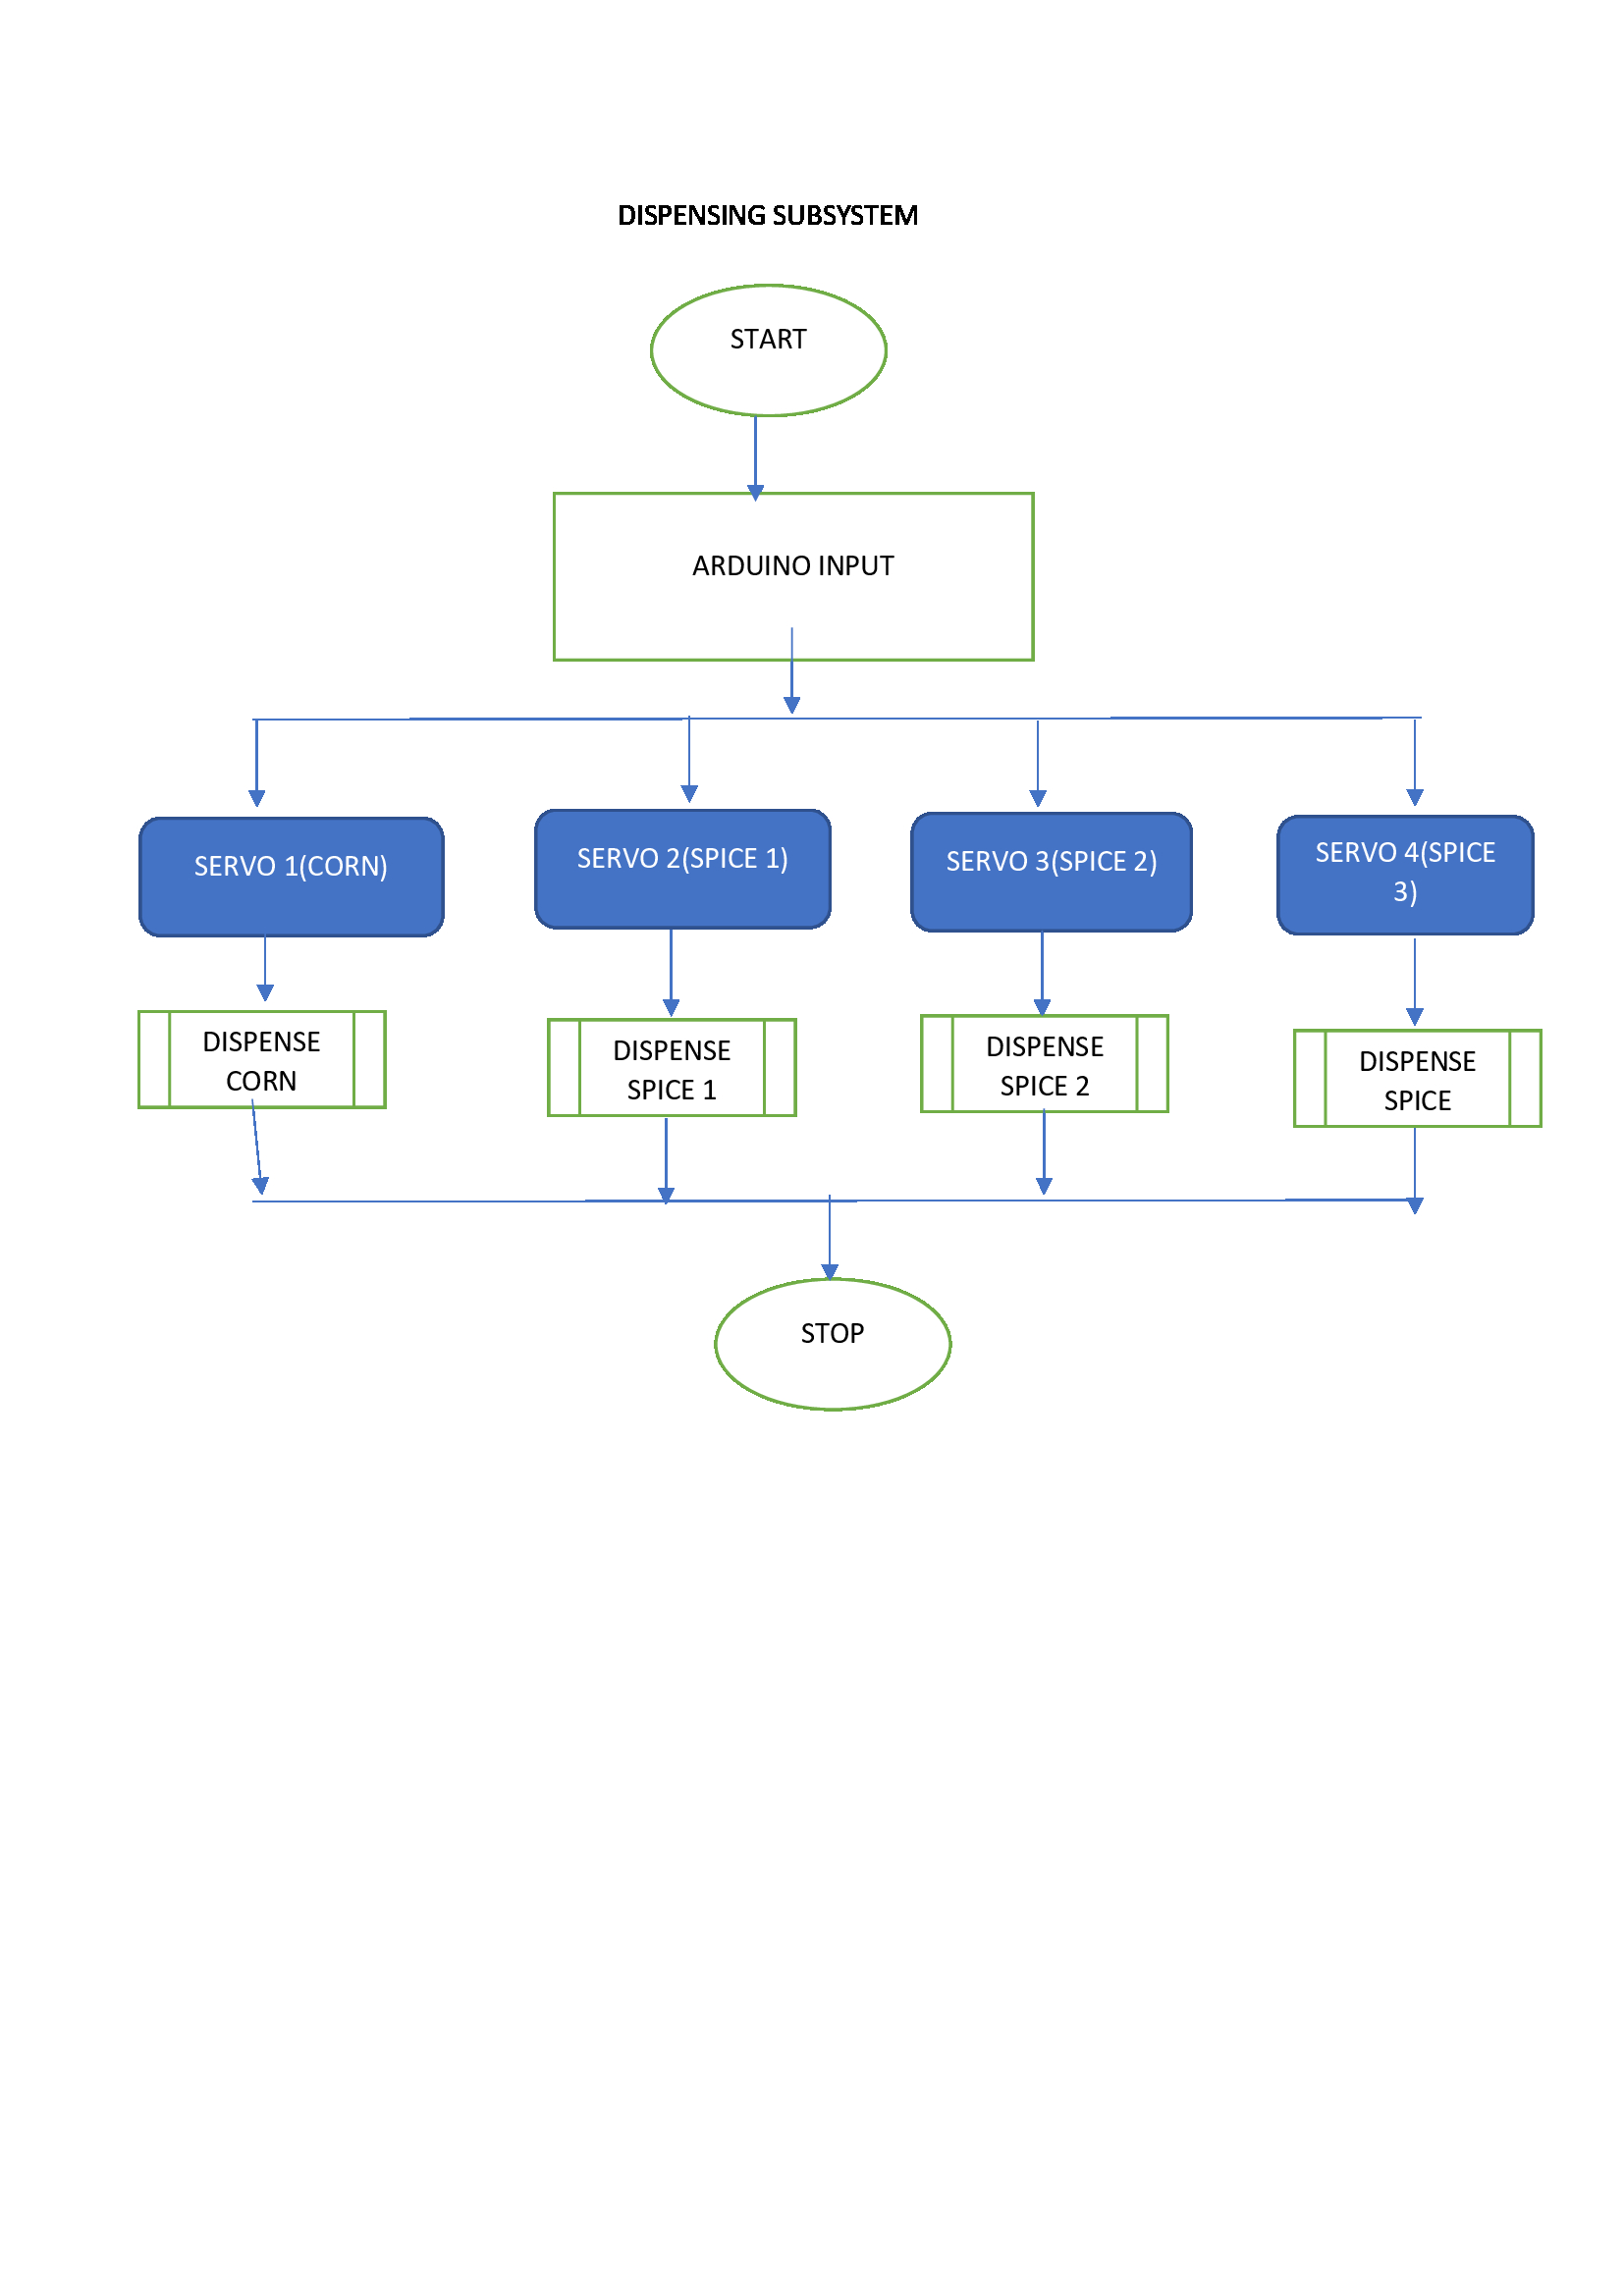 DISPENSING SUBSYSTEM
START
ARDUINO INPUT
SERVO 1(CORN)
SERVO 2(SPICE 1)
SERVO 3(SPICE 2)
SERVO 4(SPICE
3)
DISPENSE
CORN
DISPENSE
SPICE 1
DISPENSE
SPICE 2
DISPENSE
SPICE
STOP